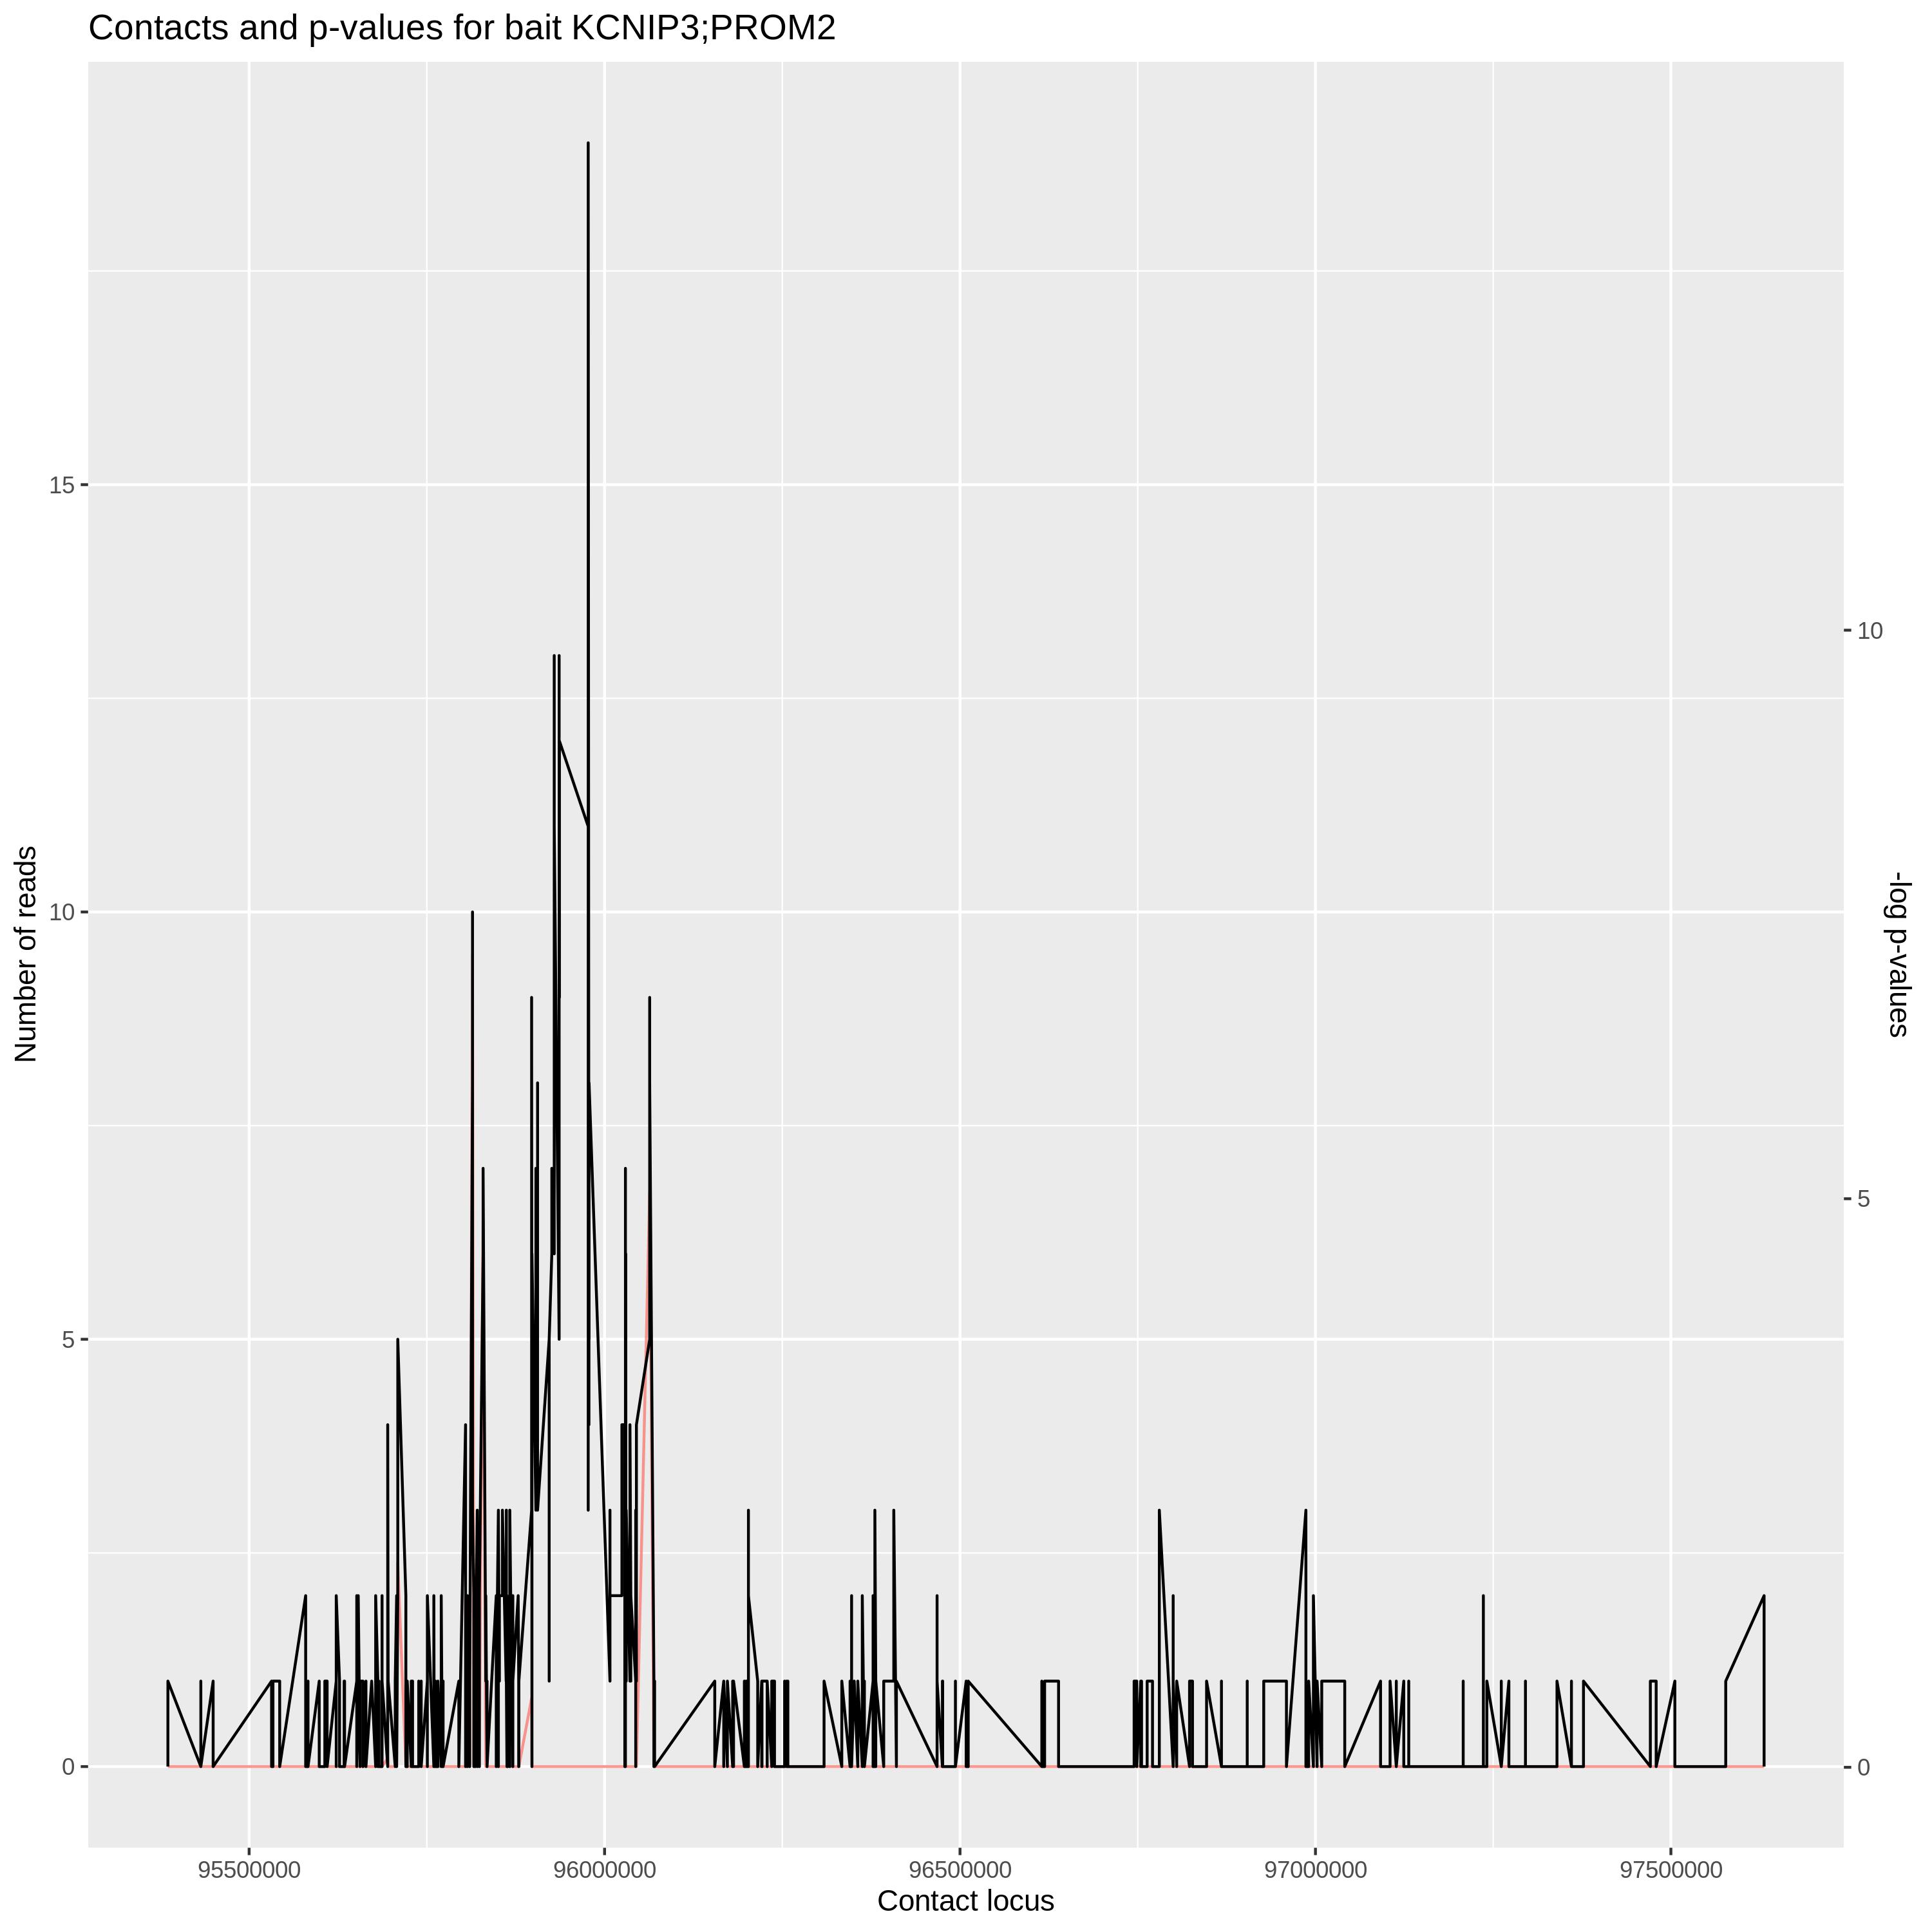 Contacts and p-values for bait KCNIP3;PROM2
15
10
5
0
Number of reads
10
5
0
-log p-values
95500000 96000000 96500000 97000000 97500000
Contact locus